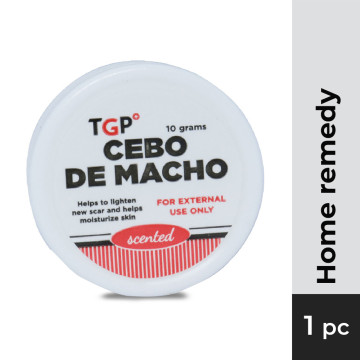 TGP
10 grams
CEBO
DE MACHO
Helps to lighten
new scar and helps
moisturize skin
FOR EXTERNAL
USE ONLY
scented
Home remedy
1 pc